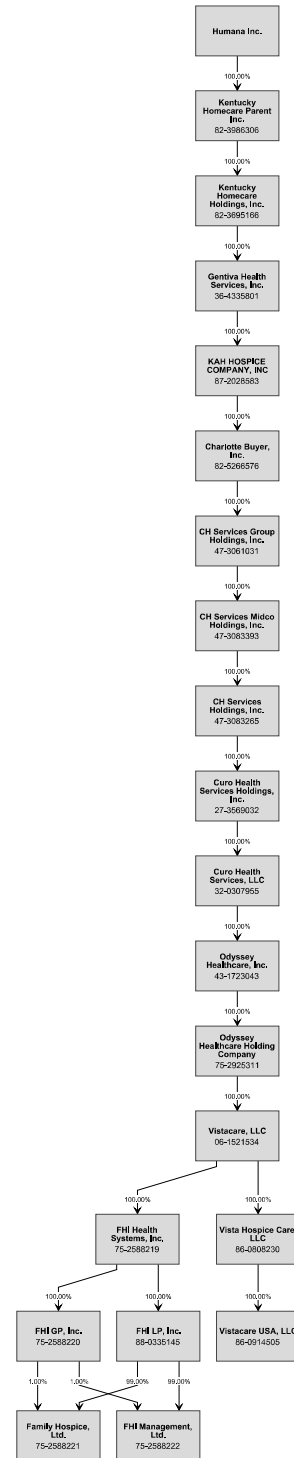 Humana Inc.
100.00%
Kentucky
Homecare Parent
Inc.
82-3986306
100.00%
Kentucky
Homecare
Holdings, Inc.
82-3695166
100.00%
Gentiva Health
Services, Inc.
36-4335801
100.00%
KAH HOSPICE
COMPANY, INC
87-2028583
100.00%
Charlotte Buyer,
Inc.
82-5266576
100.00%
CH Services Group
Holdings, Inc.
47-3061031
100.00%
CH Services Midco
Holdings, Inc.
47-3083393
100.00%
CH Services
Holdings, Inc.
47-3083265
100.00%
Curo Health
Services Holdings,
Inc.
27-3569032
100.00%
Curo Health
Services, LLC
32-0307955
100.00%
Odyssey
Healthcare, Inc.
43-1723043
100.00%
Odyssey
Healthcare Holding
Company
75-2925311
100.00%
Vistacare, LLC
06-1521534
100.00% 100.00%
FHI Health
Systems, Inc.
75-2588219
Vista Hospice Care,
LLC
86-0808230
100.00% 100.00% 100.00%
FHI GP, Inc.
75-2588220
FHI LP, Inc.
88-0335145
Vistacare USA, LLC
86-0914505
1.00% 1.00% 99.00% 99.00%
Family Hospice,
Ltd.
75-2588221
FHI Management,
Ltd.
75-2588222